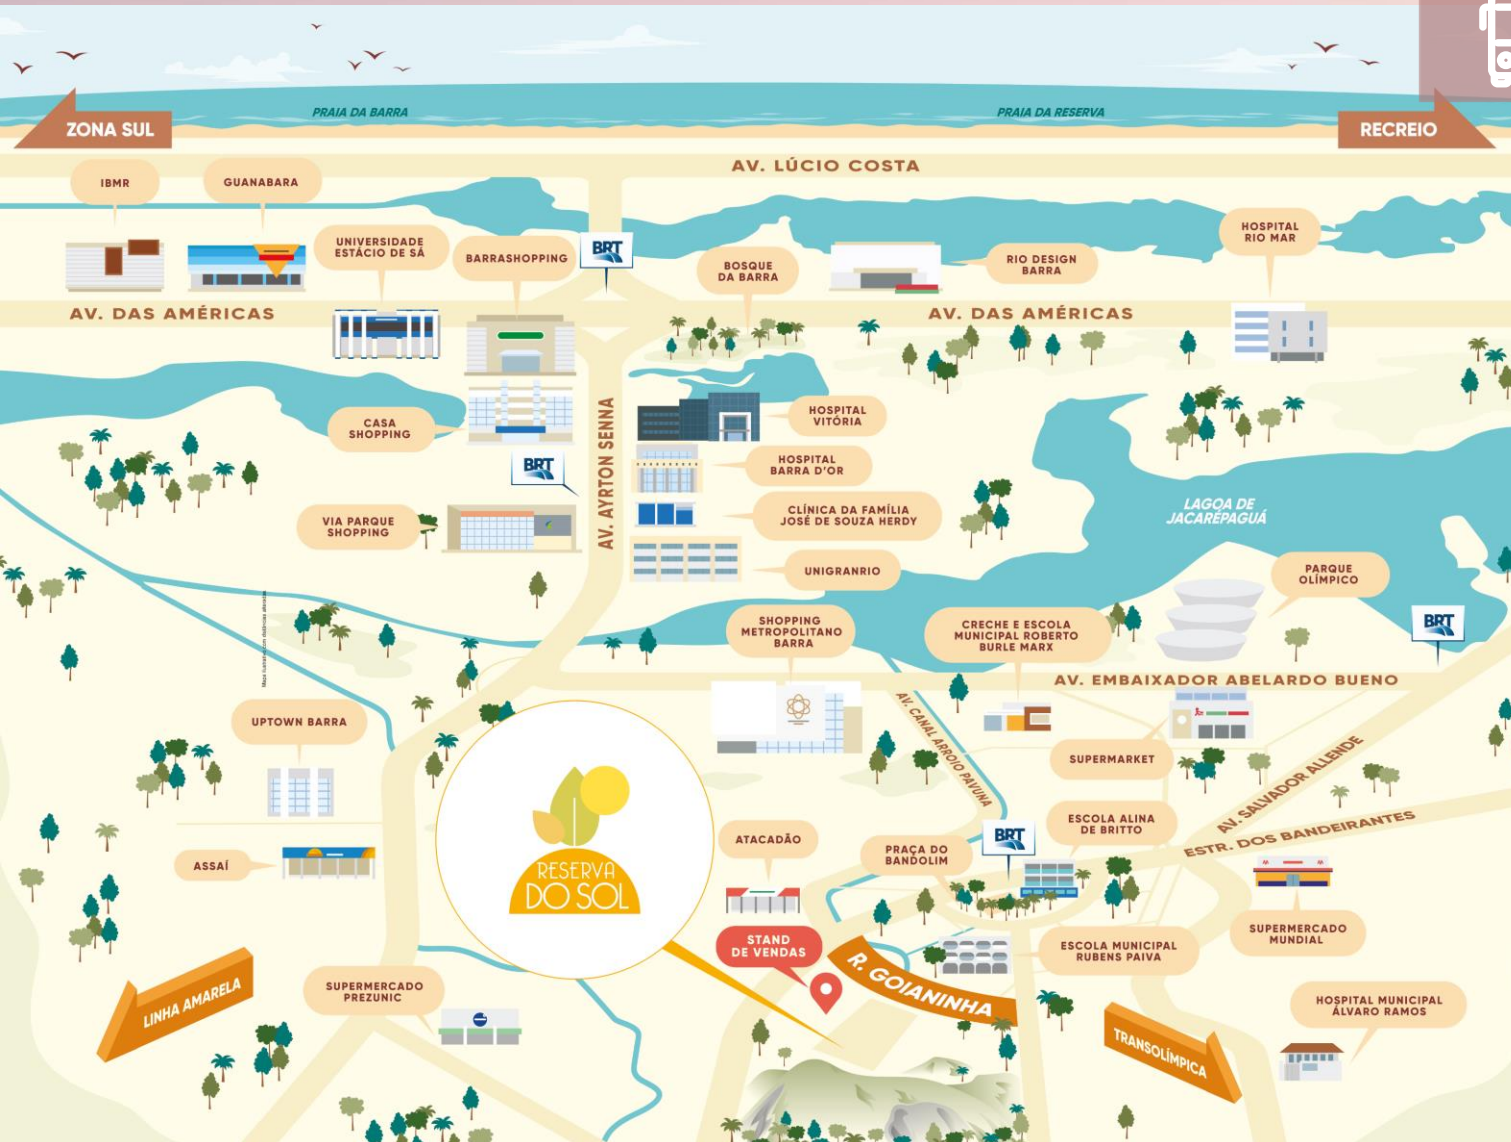 PRAIA DA BARRA
PRAIA DA RESERVA
ZONA SUL
RECREIO
AV. LÚCIO COSTA
IBMR
GUANABARA
UNIVERSIDADE
ESTÁCIO DE SÁ
BARRASHOPPING
BRT
BOSQUE
DA BARRA
RIO DESIGN
BARRA
HOSPITAL
RIO MAR
AV. DAS AMÉRICAS
AV. DAS AMÉRICAS
CASA
SHOPPING
AV. AYRTON SENNA
HOSPITAL
VITÓRIA
HOSPITAL
BARRA D'OR
BRT
VIA PARQUE
SHOPPING
CLÍNICA DA FAMÍLIA
JOSÉ DE SOUZA HERDY
LAGOA DE
JACAREPAGUÁ
UNIGRANRIO
PARQUE
OLÍMPICO
SHOPPING
METROPOLITANO
BARRA
CRECHE E ESCOLA
MUNICIPAL ROBERTO
BURLE MARX
BRT
AV. EMBAIXADOR ABELARDO BUENO
UPTOWN BARRA
AV. CANAL ARROIO PAVUNA
SUPERMARKET
AV. SALVADOR ALLENDE
ESTR. DOS BANDEIRANTES
ESCOLA ALINA
DE BRITTO
BRT
ATACADÃO
PRAÇA DO
BANDOLIM
ASSAÍ
RESERVA
DO SOL
STAND
DE VENDAS
R. GOIANINHA
ESCOLA MUNICIPAL
RUBENS PAIVA
SUPERMERCADO
MUNDIAL
LINHA AMARELA
SUPERMERCADO
PREZUNIC
TRANSOLÍMPICA
HOSPITAL MUNICIPAL
ÁLVARO RAMOS